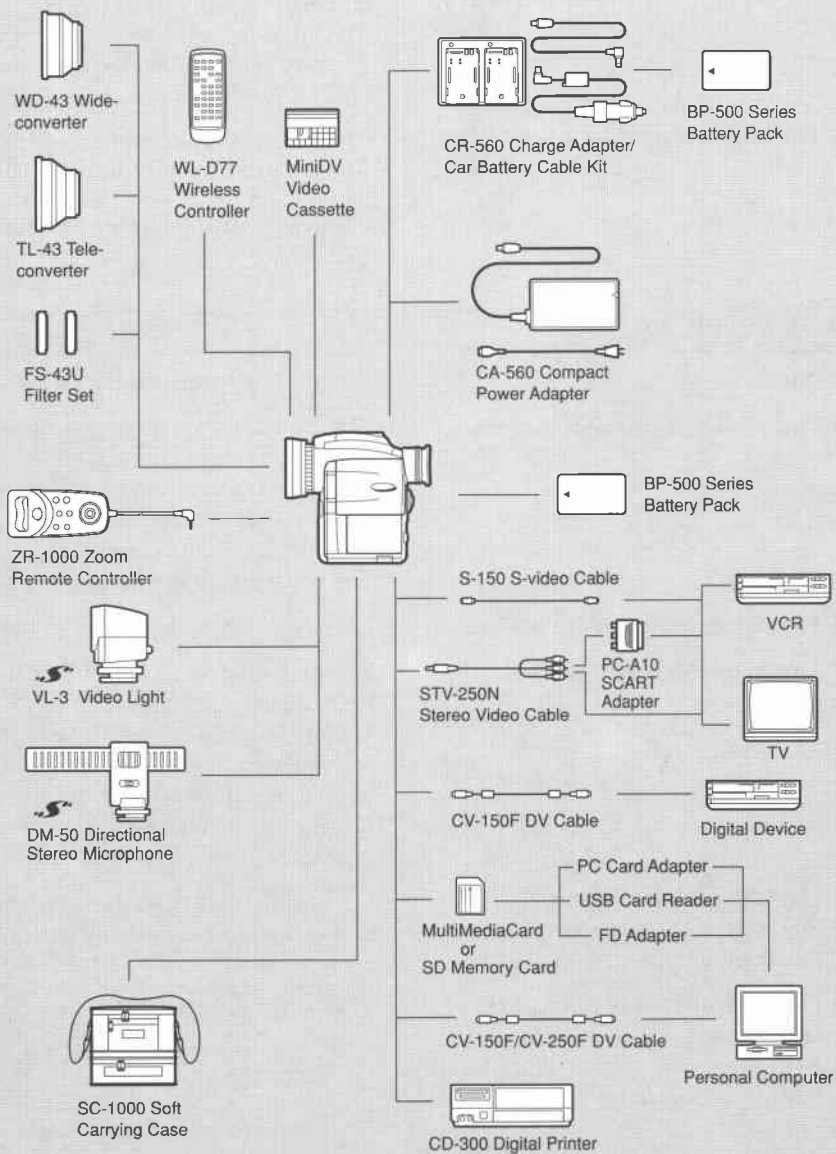 WD-43 Wide-
converter
TL-43 Tele-
converter
FS-43U
Filter Set
WL-D77
Wireless
Controller
MiniDV
Video
Cassette
CR-560 Charge Adapter/
Car Battery Cable Kit
BP-500 Series
Battery Pack
CA-560 Compact
Power Adapter
BP-500 Series
Battery Pack
ZR-1000 Zoom
Remote Controller
VL-3 Video Light
DM-50 Directional
Stereo Microphone
SC-1000 Soft
Carrying Case
S-150 S-video Cable
STV-250N
Stereo Video Cable
PC-A10
SCART
Adapter
VCR
TV
CV-150F DV Cable
Digital Device
MultiMediaCard
or
SD Memory Card
PC Card Adapter
USB Card Reader
FD Adapter
CV-150F/CV-250F DV Cable
Personal Computer
CD-300 Digital Printer